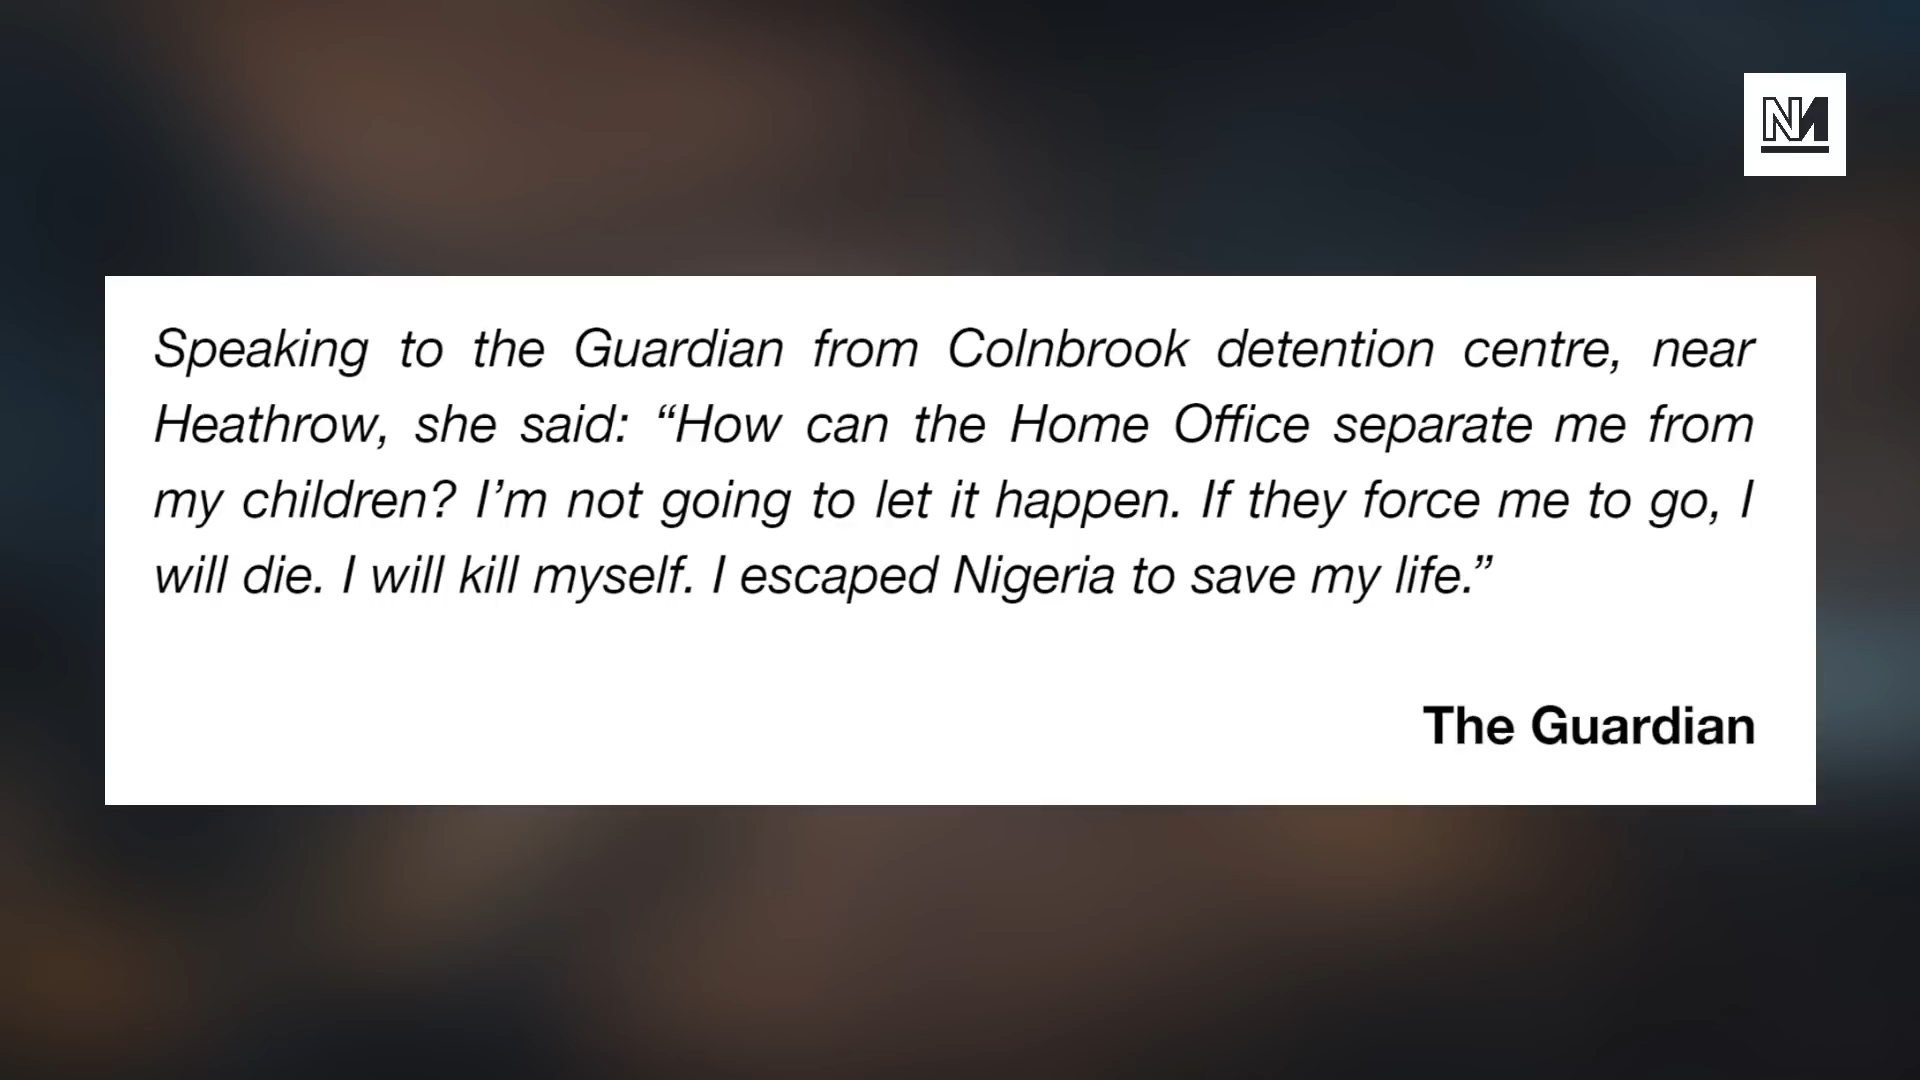 NM
Speaking to the Guardian from Colnbrook detention centre, near
Heathrow, she said: “How can the Home Office separate me from
my children? I’m not going to let it happen. If they force me to go, I
will die. I will kill myself. I escaped Nigeria to save my life.”
The Guardian